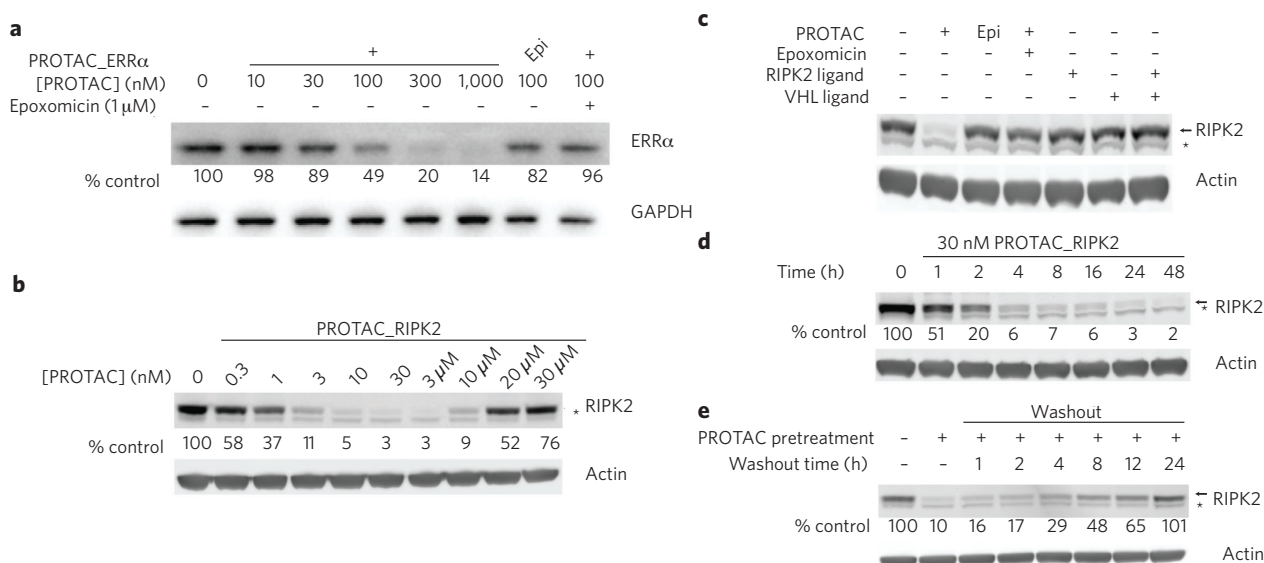 a
PROTAC_ERRα +
Epi
+
[PROTAC] (nM) 0 10 30 100 300 1,000 100 100
Epoxomicin (1 μM) – – – – – – – +
ERRα
% control 100 98 89 49 20 14 82 96
GAPDH
b
PROTAC_RIPK2
[PROTAC] (nM) 0 0.3 1 3 10 30 3 μM 10 μM 20 μM 30 μM
* RIPK2
% control 100 58 37 11 5 3 3 9 52 76
Actin
c
PROTAC – + Epi + – – –
Epoxomicin – – – + – – –
RIPK2 ligand – – – – + – +
VHL ligand – – – – – + +
←RIPK2
*
Actin
d
30 nM PROTAC_RIPK2
Time (h) 0 1 2 4 8 16 24 48
←
* RIPK2
% control 100 51 20 6 7 6 3 2
Actin
e
Washout
PROTAC pretreatment – + + + + + + +
Washout time (h) – – 1 2 4 8 12 24
← RIPK2
*
% control 100 10 16 17 29 48 65 101
Actin